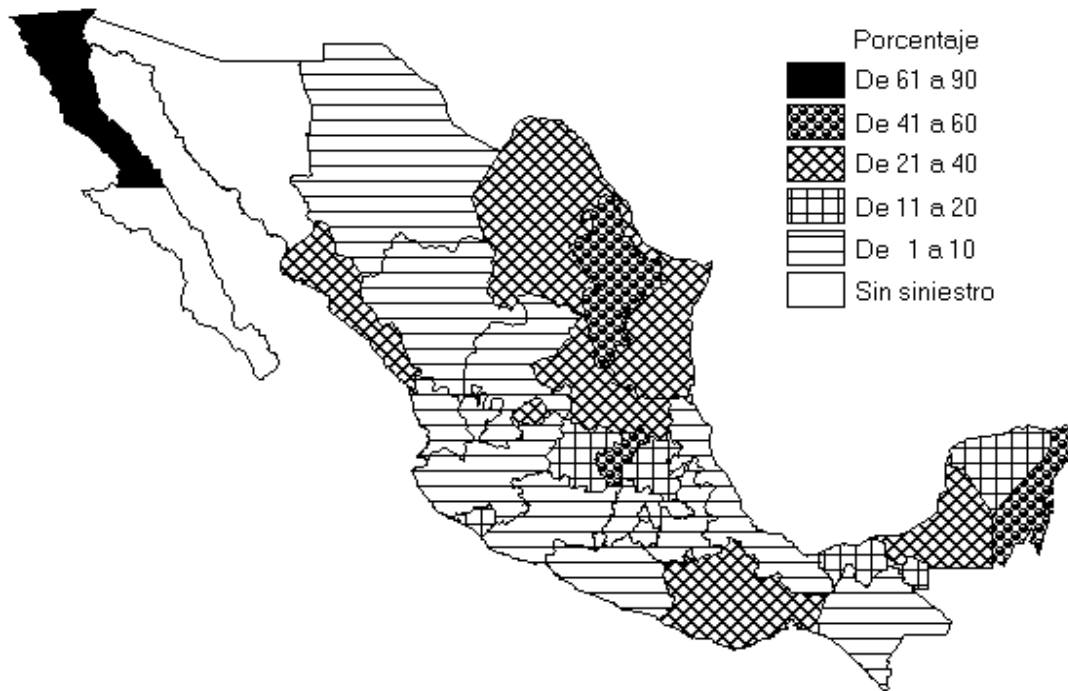 Porcentaje
De 61 a 90
De 41 a 60
De 21 a 40
De 11 a 20
De 1 a 10
Sin siniestro